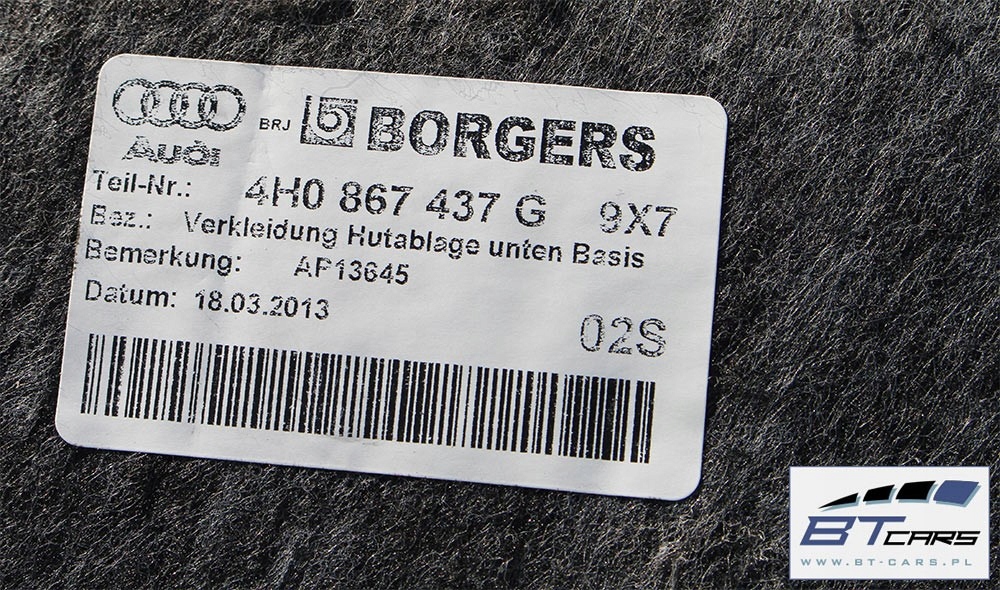 Audi
BRJ BORGERS
Teil-Nr.: 4H0 867 437 G 9X7
Bez.: Verkleidung Hutablage unten Basis
Bemerkung: AP13645
Datum: 18.03.2013
02S
BT CARS
WWW.BT-CARS.PL